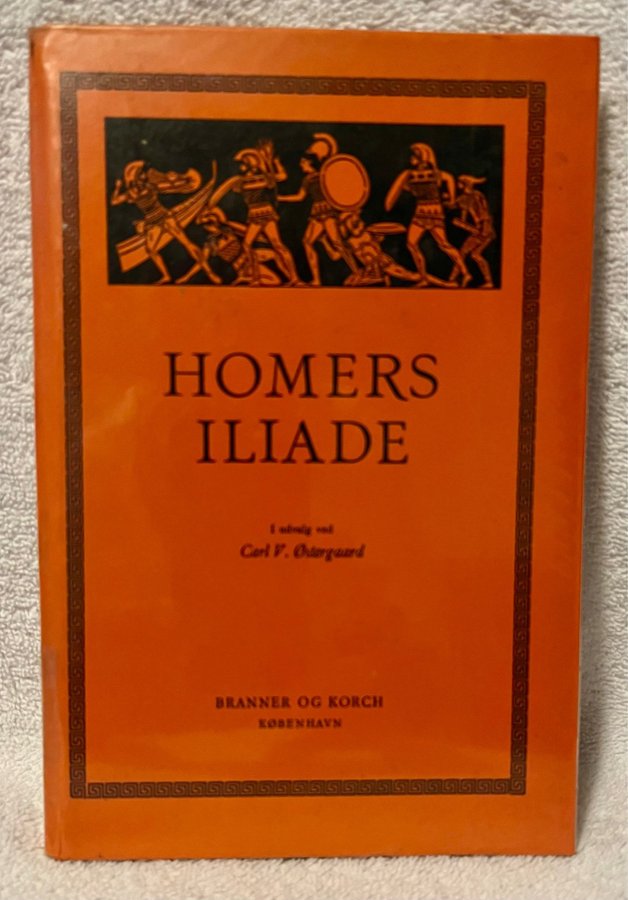 HOMERS
ILIADE
I udvalg ved
Carl V. Østergaard
BRANNER OG KORCH
KØBENHAVN